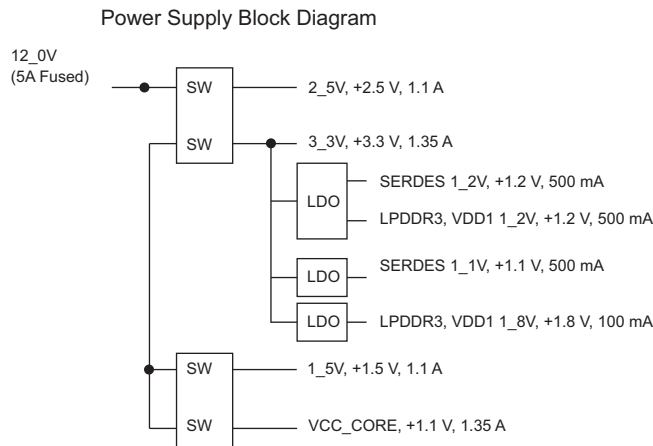 Power Supply Block Diagram
12_0V
(5A Fused)
SW
2_5V, +2.5 V, 1.1 A
SW
3_3V, +3.3 V, 1.35 A
LDO
SERDES 1_2V, +1.2 V, 500 mA
LPDDR3, VDD1 1_2V, +1.2 V, 500 mA
LDO
SERDES 1_1V, +1.1 V, 500 mA
LDO
LPDDR3, VDD1 1_8V, +1.8 V, 100 mA
SW
1_5V, +1.5 V, 1.1 A
SW
VCC_CORE, +1.1 V, 1.35 A